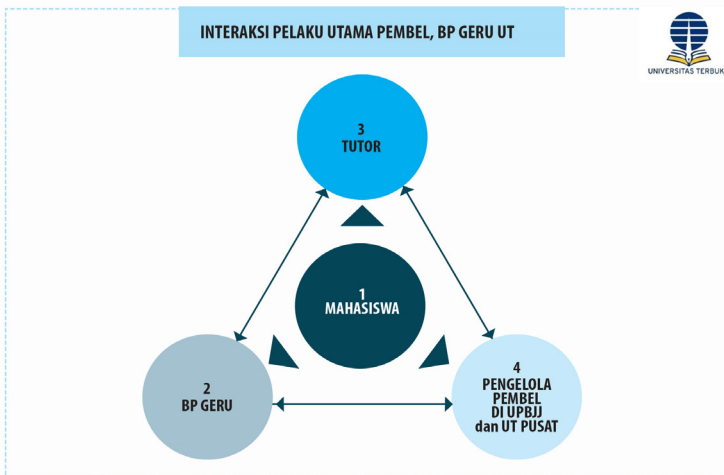 INTERAKSI PELAKU UTAMA PEMBEL, BP GERU UT
UNIVERSITAS TERBUK
3
TUTOR
1
MAHASISWA
2
BP GERU
4
PENGELOLA
PEMBEL
DI UPBJJ
dan UT PUSAT